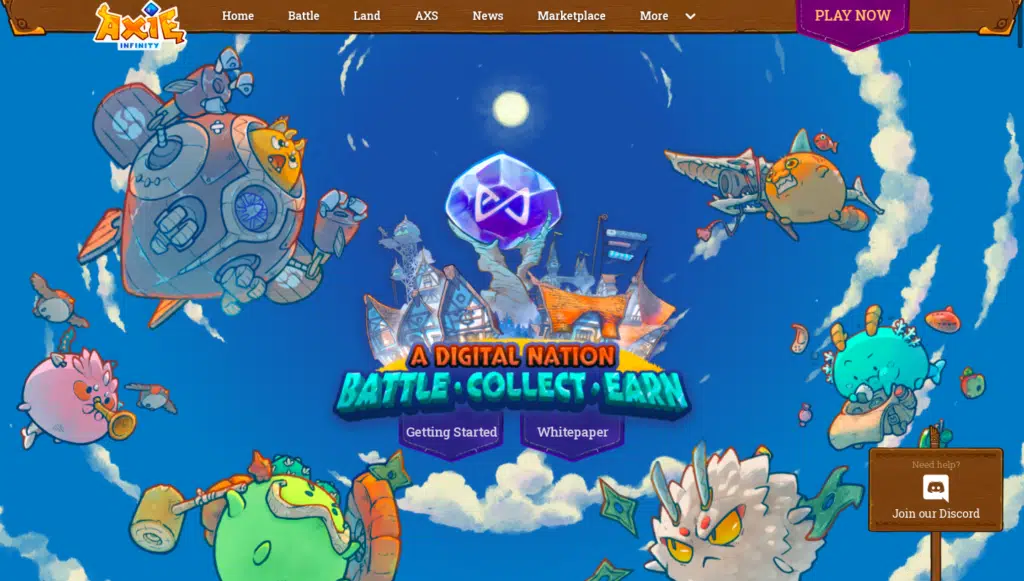 AXIE
INFINITY
Home
Battle
Land
AXS
News
Marketplace
More
PLAY NOW
A DIGITAL NATION
BATTLE · COLLECT · EARN
Getting Started
Whitepaper
Need help?
Join our Discord